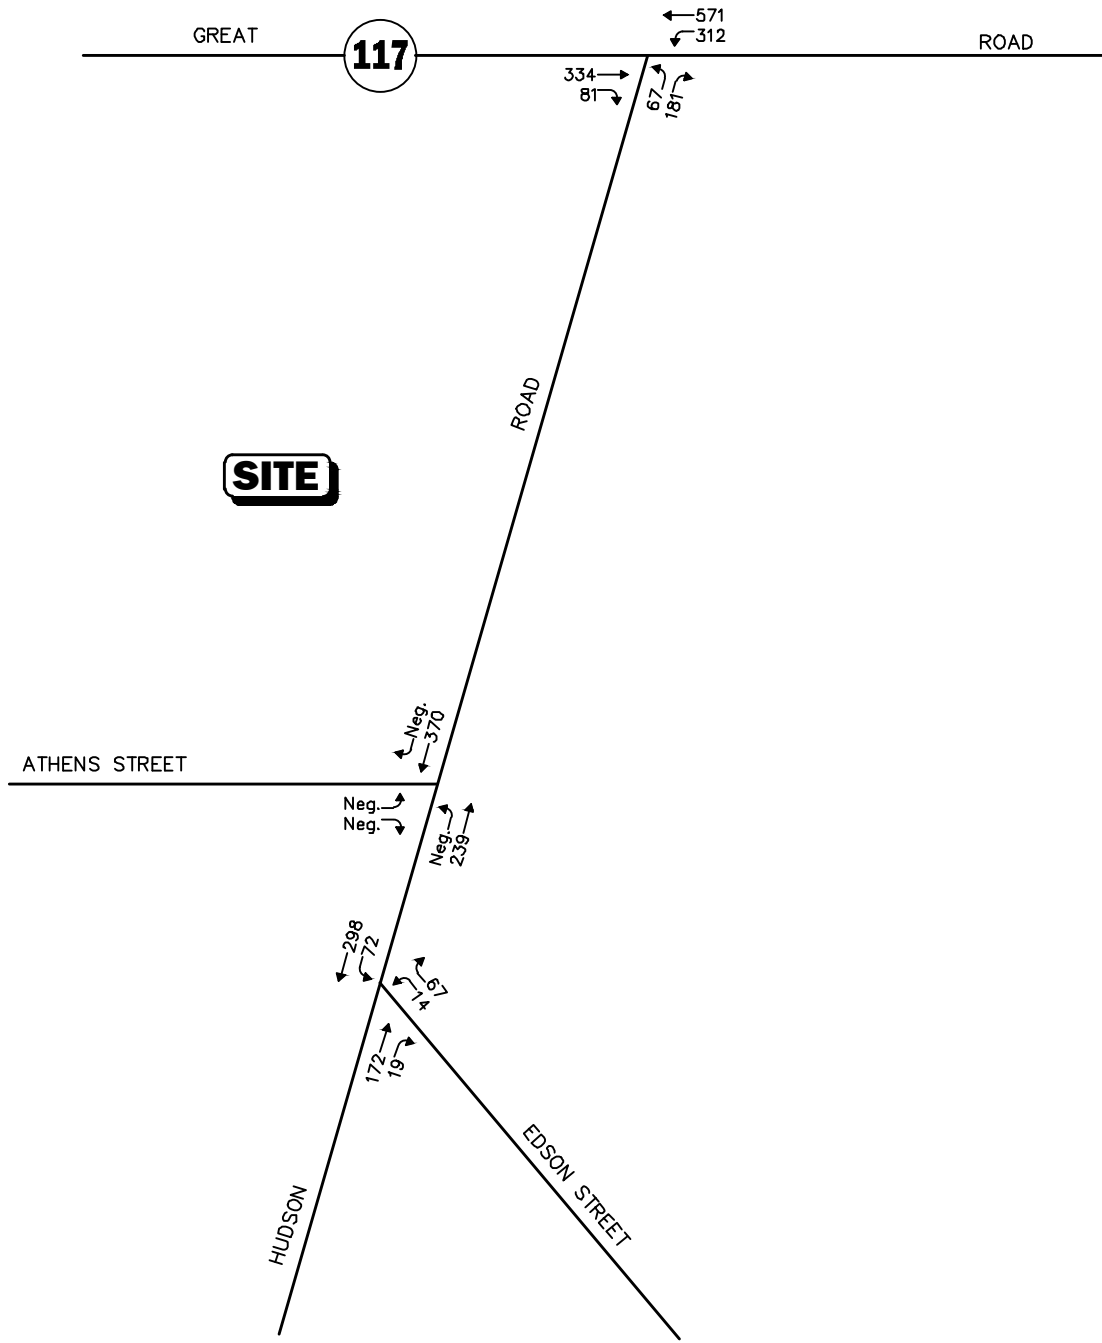 571
312
GREAT
117
ROAD
334
81
67
181
ROAD
SITE
Neg.
370
ATHENS STREET
Neg.
Neg.
Neg.
239
298
72
67
14
172
19
EDSON STREET
HUDSON